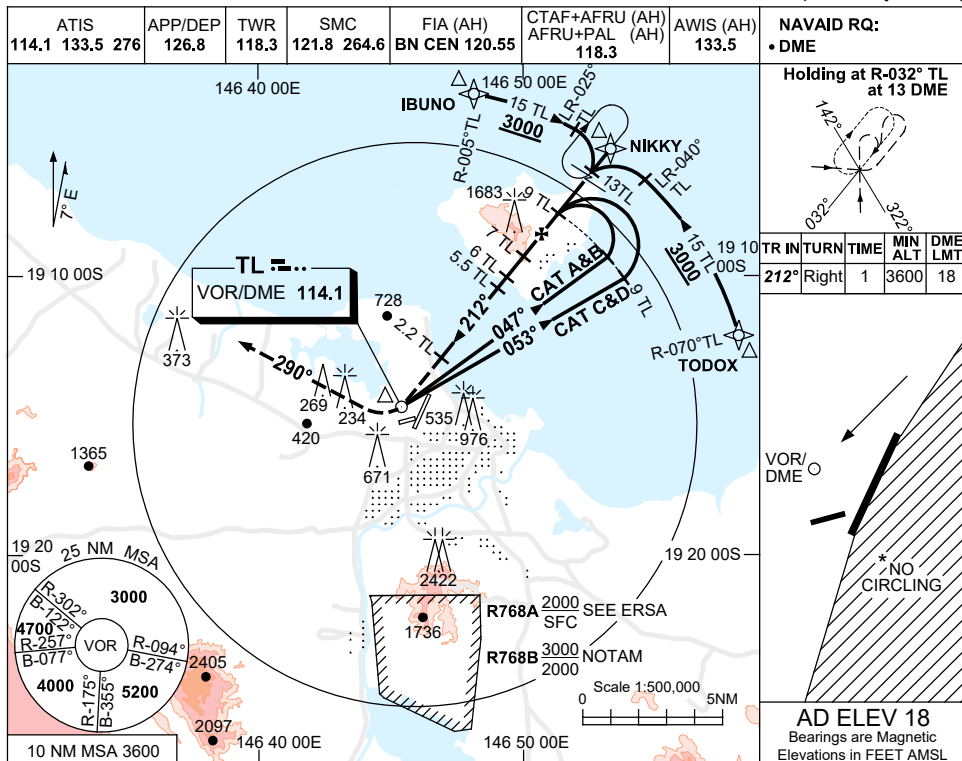 ATIS
114.1 133.5 276
APP/DEP
126.8
TWR
118.3
SMC
121.8 264.6
FIA (AH)
BN CEN 120.55
CTAF+AFRU (AH)
AFRU+PAL (AH)
118.3
AWIS (AH)
133.5
NAVAID RQ:
• DME
146 40 00E
146 50 00E
IBUNO
15 TL
3000
LR-025°
TL
R-005°TL
NIKKY
13TL
LR-040°
TL
7° E
1683
9 TL
7 TL
6 TL
5.5 TL
15 TL
3000
19 10
00S
19 10 00S
TL
VOR/DME 114.1
728
2.2 TL
212°
CAT A&B
047°
053°
CAT C&D
9 TL
R-070°TL
TODOX
373
290°
269
234
420
535
976
671
1365
19 20
00S
19 20 00S
2422
1736
R768A 2000
SFC
SEE ERSA
R768B 3000
2000
NOTAM
25 NM MSA
R-302°
B-122°
3000
4700
R-257°
B-077°
VOR
R-094°
B-274°
4000
R-175°
B-355°
5200
2405
2097
10 NM MSA 3600
146 40 00E
146 50 00E
Scale 1:500,000
0
5NM
Holding at R-032° TL
at 13 DME
142°
032°
322°
TR IN TURN TIME MIN ALT DME LMT
212° Right 1 3600 18
VOR/
DME
*NO
CIRCLING
AD ELEV 18
Bearings are Magnetic
Elevations in FEET AMSL